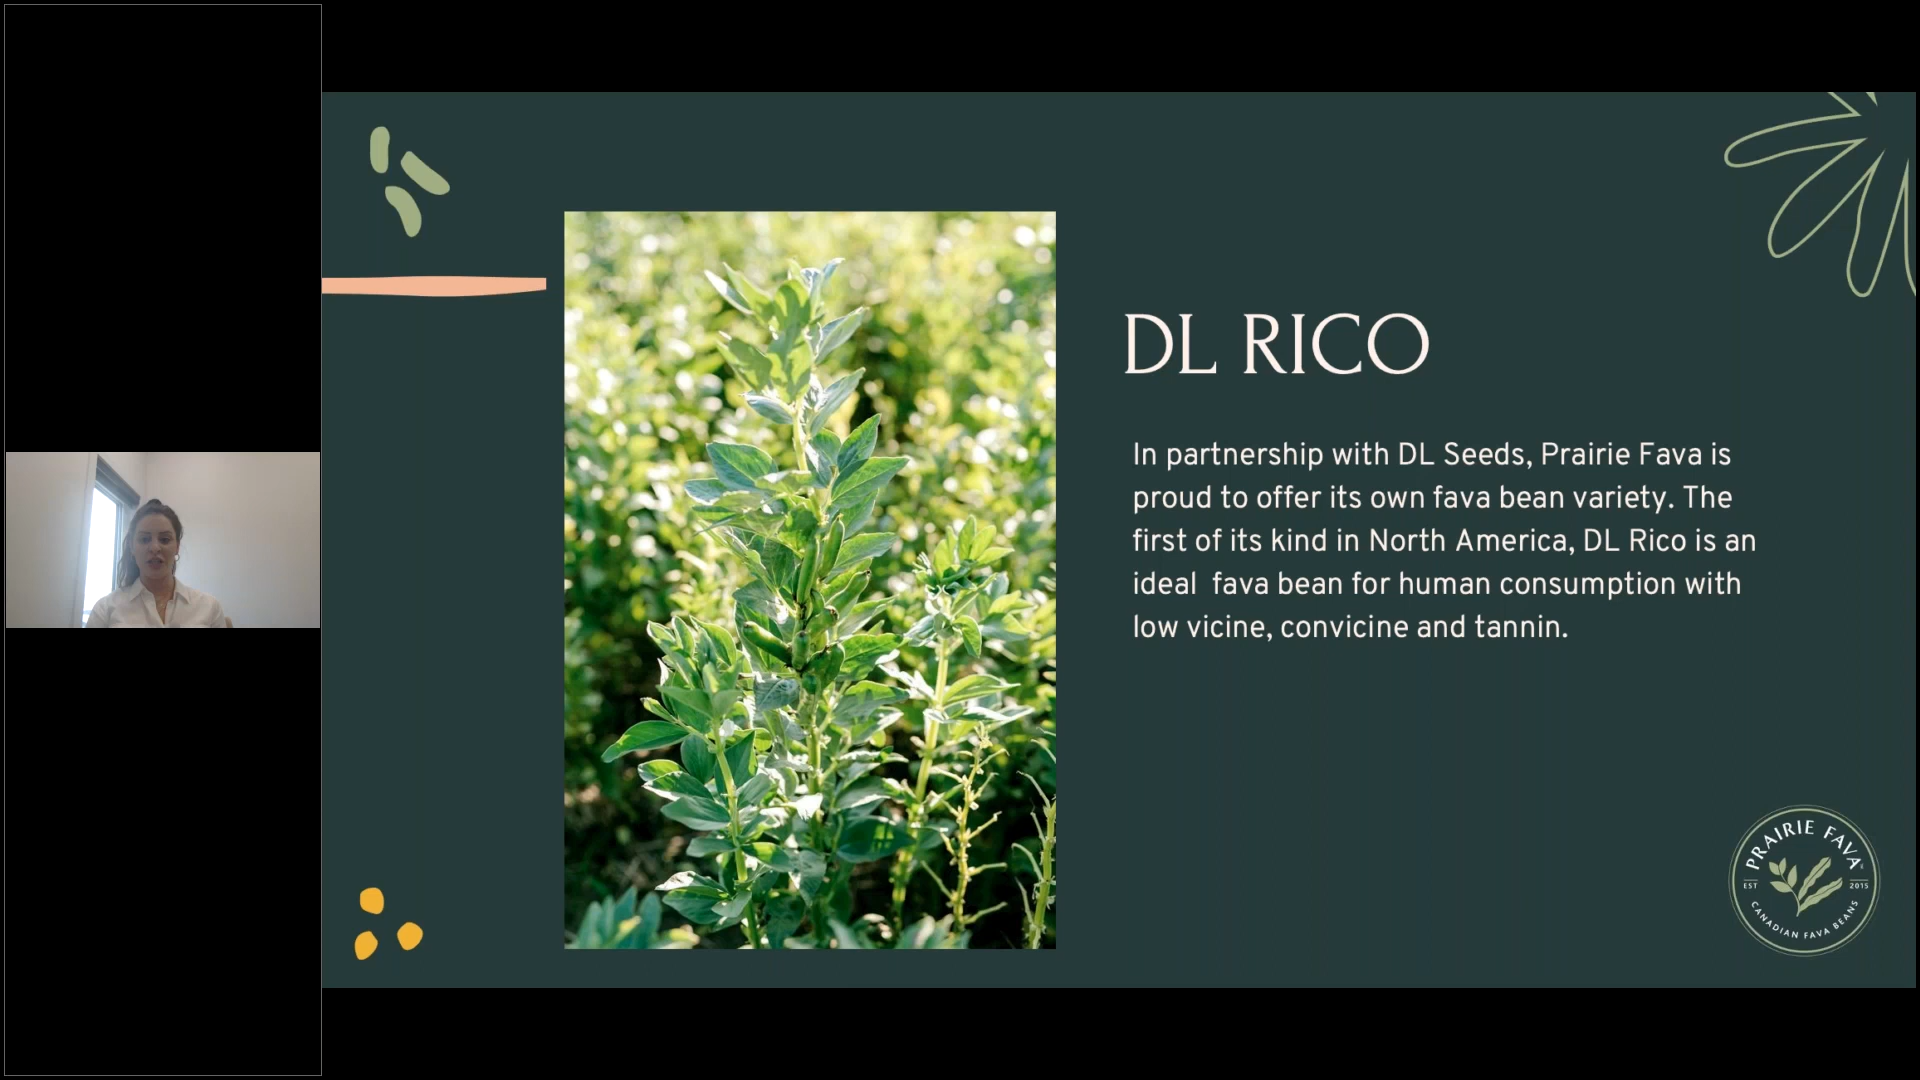 DL RICO
In partnership with DL Seeds, Prairie Fava is
proud to offer its own fava bean variety. The
first of its kind in North America, DL Rico is an
ideal  fava bean for human consumption with
low vicine, convicine and tannin.
PRAIRIE FAVA
EST 2015
CANADIAN FAVA BEANS